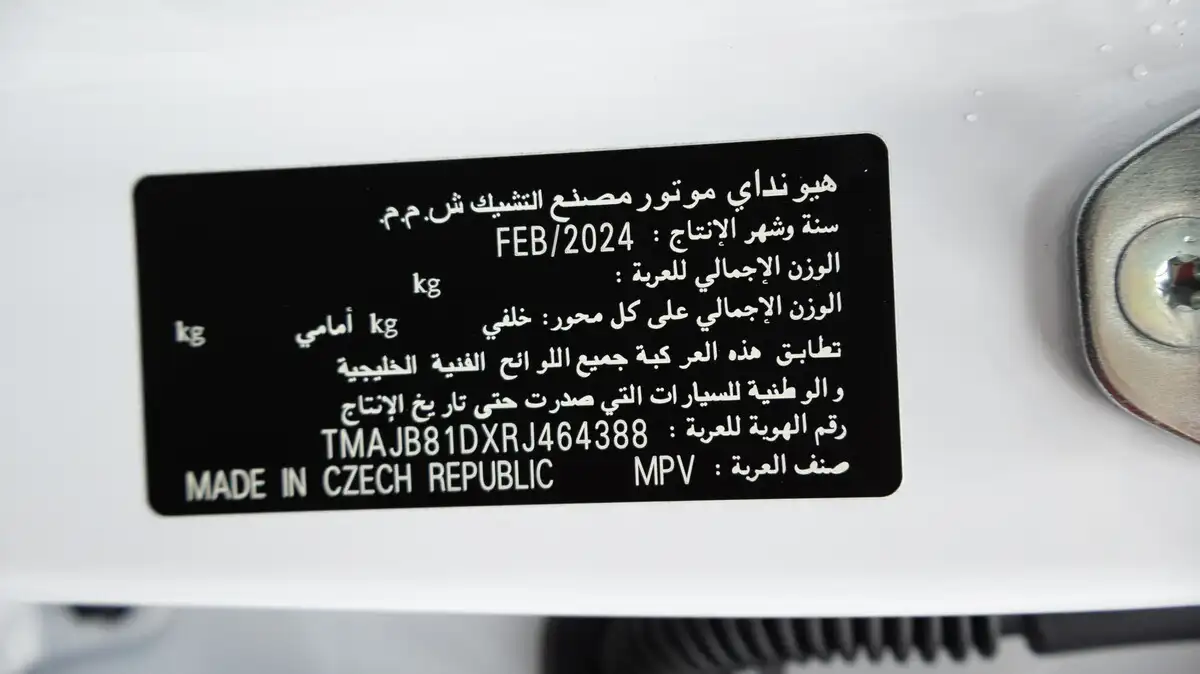 هيونداي موتور مصنع التشيك ش.م.م.
سنة وشهر الإنتاج : FEB/2024
الوزن الإجمالي للعربة : kg
الوزن الإجمالي على كل محور: خلفي kg أمامي kg
تطابق هذه العركبة جميع اللوائح الفنية الخليجية
والوطنية للسيارات التي صدرت حتى تاريخ الإنتاج
رقم الهوية للعربة : TMAJB81DXRJ464388
صنف العربة : MPV MADE IN CZECH REPUBLIC